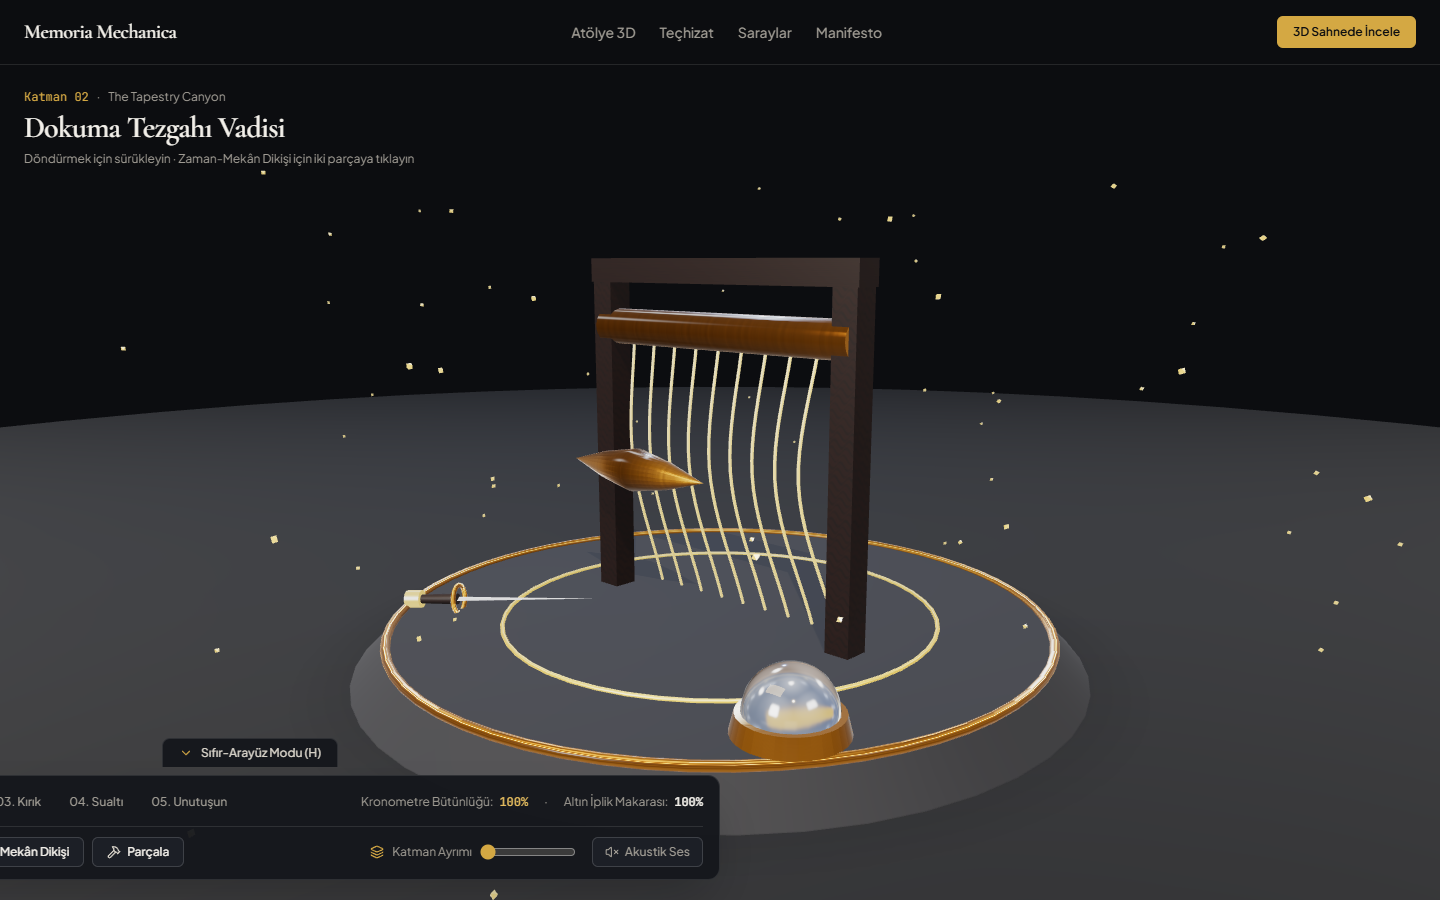 Memoria Mechanica
Atölye 3D Teçhizat Saraylar Manifesto
3D Sahnede İncele
Katman 02 · The Tapestry Canyon
Dokuma Tezgahı Vadisi
Döndürmek için sürükleyin · Zaman-Mekân Dikişi için iki parçaya tıklayın
Sıfır-Arayüz Modu (H)
03. Kırık 04. Sualtı 05. Unutuşun Kronometre Bütünlüğü: 100% · Altın İplik Makarası: 100%
Mekân Dikişi Parçala Katman Ayrımı Akustik Ses